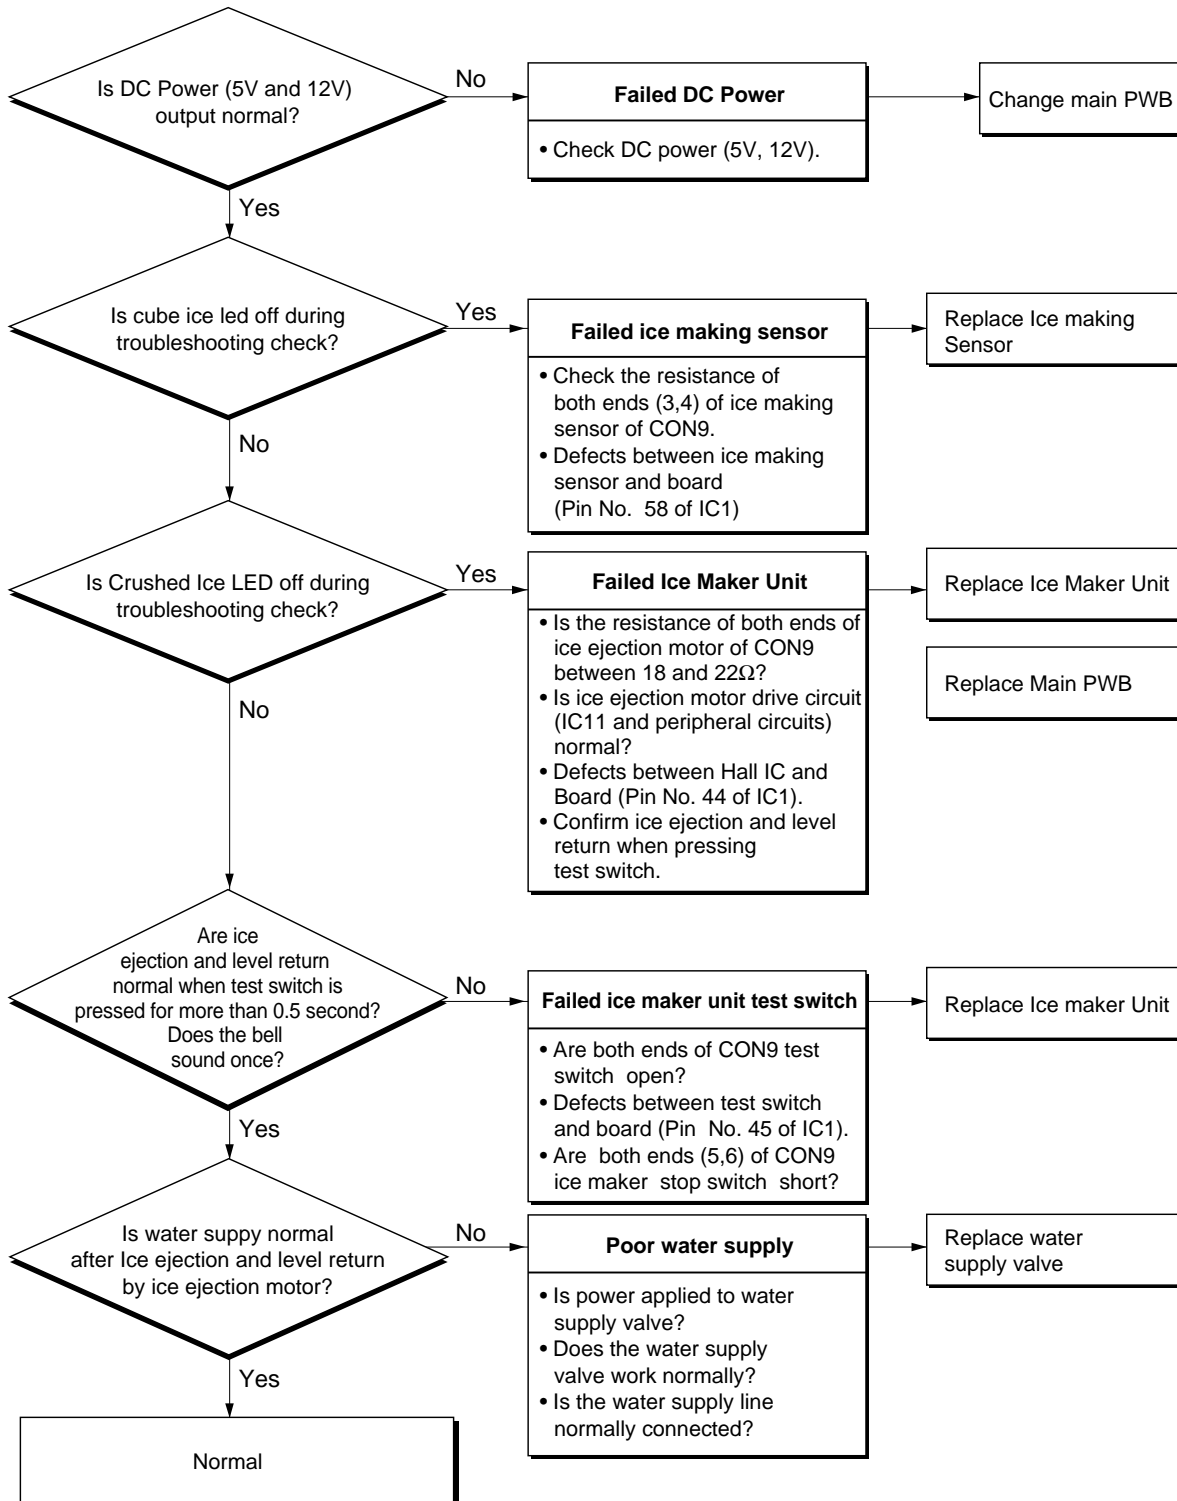 Is DC Power (5V and 12V)
output normal?
No
Failed DC Power
• Check DC power (5V, 12V).
Change main PWB
Yes
Is cube ice led off during
troubleshooting check?
Yes
Failed ice making sensor
• Check the resistance of
both ends (3,4) of ice making
sensor of CON9.
• Defects between ice making
sensor and board
(Pin No. 58 of IC1)
Replace Ice making
Sensor
No
Is Crushed Ice LED off during
troubleshooting check?
Yes
Failed Ice Maker Unit
• Is the resistance of both ends of
ice ejection motor of CON9
between 18 and 22Ω?
• Is ice ejection motor drive circuit
(IC11 and peripheral circuits)
normal?
• Defects between Hall IC and
Board (Pin No. 44 of IC1).
• Confirm ice ejection and level
return when pressing
test switch.
Replace Ice Maker Unit
Replace Main PWB
No
Are ice
ejection and level return
normal when test switch is
pressed for more than 0.5 second?
Does the bell
sound once?
No
Failed ice maker unit test switch
• Are both ends of CON9 test
switch open?
• Defects between test switch
and board (Pin No. 45 of IC1).
• Are both ends (5,6) of CON9
ice maker stop switch short?
Replace Ice maker Unit
Yes
Is water suppy normal
after Ice ejection and level return
by ice ejection motor?
No
Poor water supply
• Is power applied to water
supply valve?
• Does the water supply
valve work normally?
• Is the water supply line
normally connected?
Replace water
supply valve
Yes
Normal